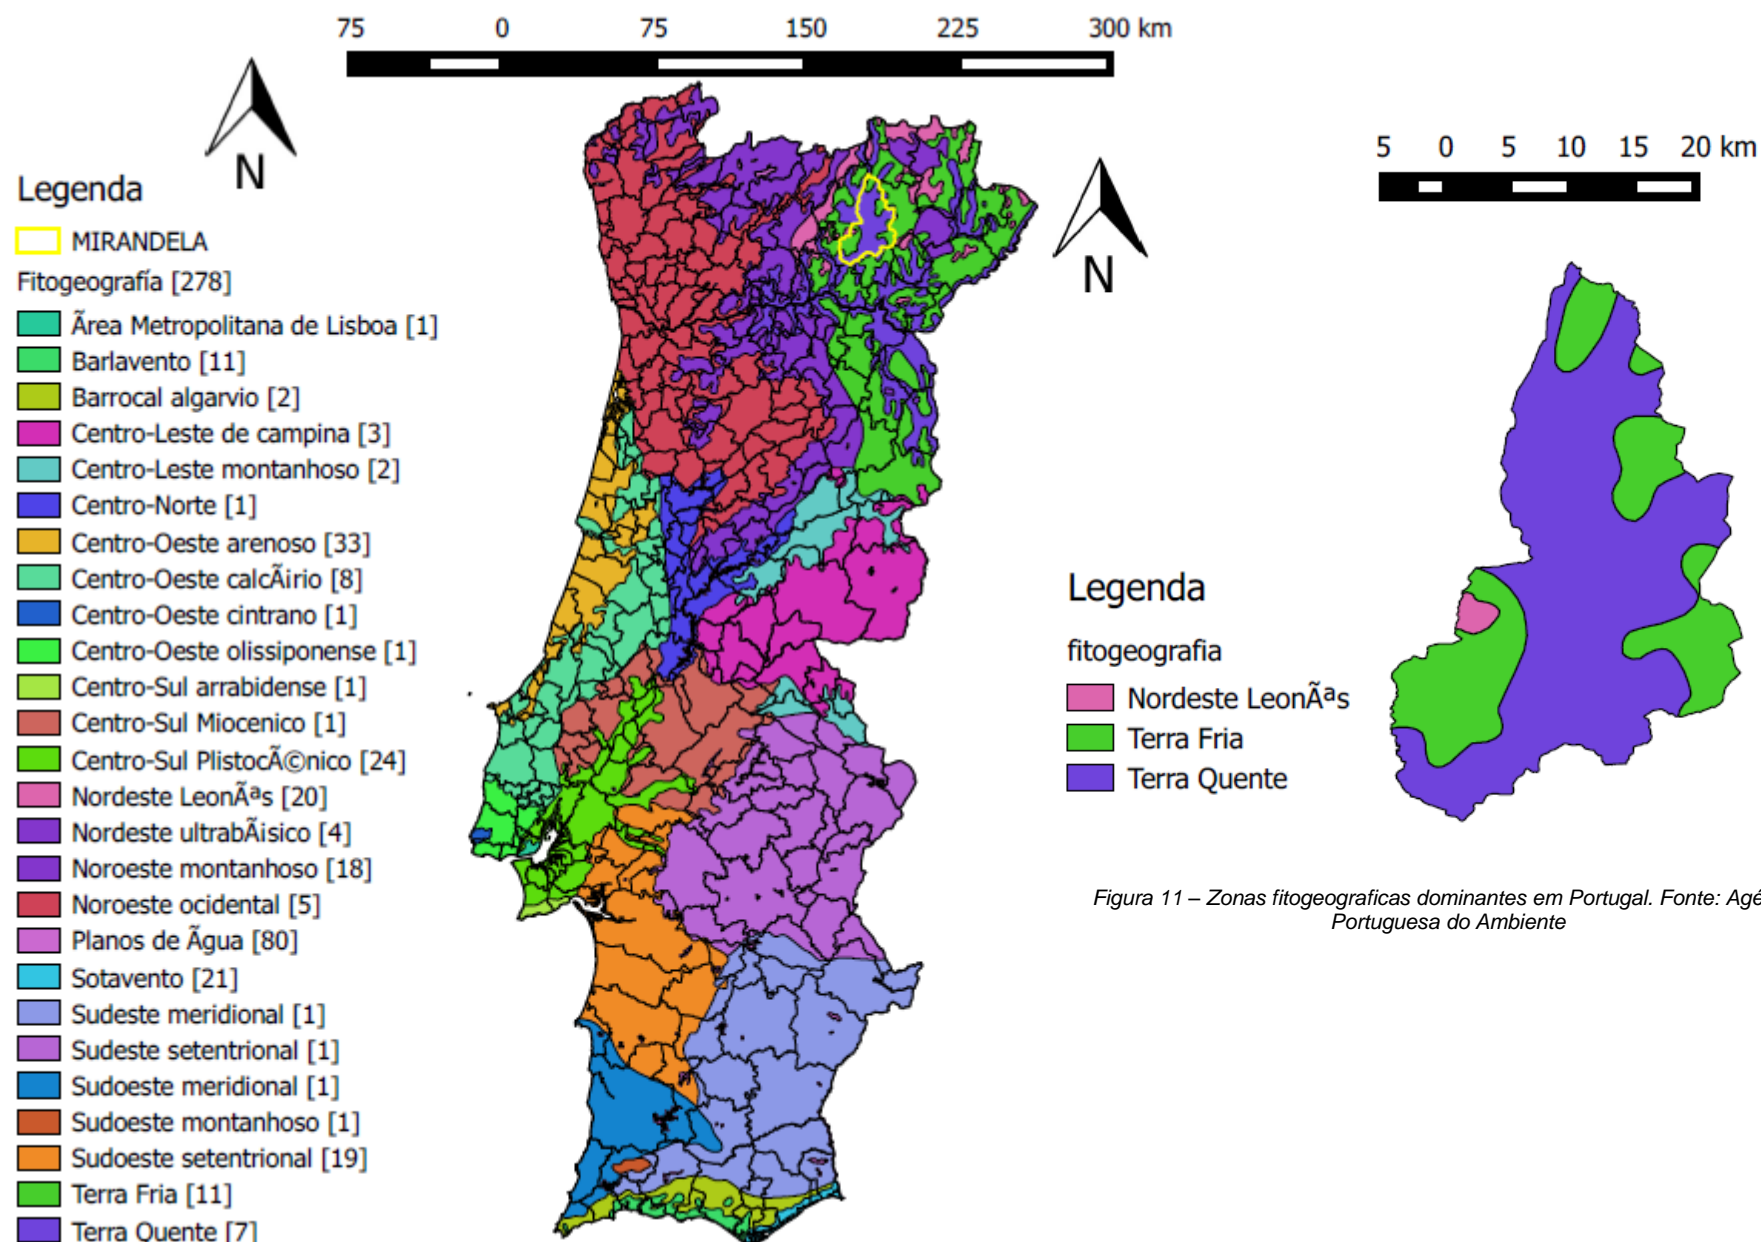 75 0 75 150 225 300 km
N
Legenda
MIRANDELA
Fitogeografía [278]
Ãrea Metropolitana de Lisboa [1]
Barlavento [11]
Barrocal algarvio [2]
Centro-Leste de campina [3]
Centro-Leste montanhoso [2]
Centro-Norte [1]
Centro-Oeste arenoso [33]
Centro-Oeste calcÃirio [8]
Centro-Oeste cintrano [1]
Centro-Oeste olissiponense [1]
Centro-Sul arrabidense [1]
Centro-Sul Miocenico [1]
Centro-Sul PlistocÃ©nico [24]
Nordeste LeonÃªs [20]
Nordeste ultrabÃisico [4]
Noroeste montanhoso [18]
Noroeste ocidental [5]
Planos de Ãgua [80]
Sotavento [21]
Sudeste meridional [1]
Sudeste setentrional [1]
Sudoeste meridional [1]
Sudoeste montanhoso [1]
Sudoeste setentrional [19]
Terra Fria [11]
Terra Quente [7]
5 0 5 10 15 20 km
N
Legenda
fitogeografia
Nordeste LeonÃªs
Terra Fria
Terra Quente
Figura 11 – Zonas fitogeograficas dominantes em Portugal. Fonte: Agê
Portuguesa do Ambiente